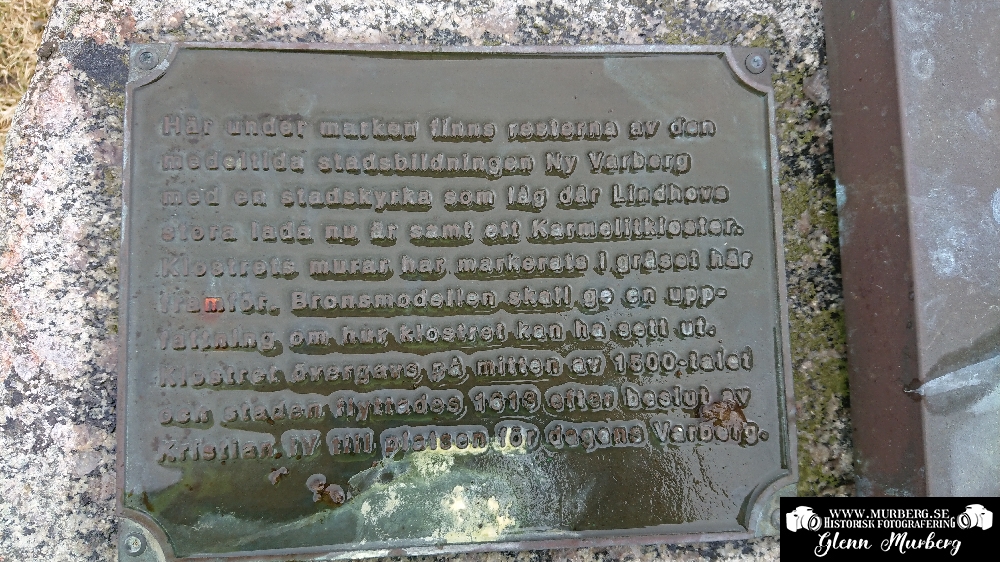 Här under marken finns resterna av den
medeltida stadsbildningen Ny Varberg
med en stadskyrka som låg där Lindhovs
stora lada nu är samt ett Karmelitkloster.
Klostrets murar har markerats i gräset här
framför. Bronsmodellen skall ge en upp-
fattning om hur klostret kan ha sett ut.
Klostret övergavs på mitten av 1500-talet
och staden flyttades 1613 efter beslut av
Kristian IV till platsen för dagens Varberg.
WWW.MURBERG.SE
HISTORISK FOTOGRAFERING
Glenn Murberg